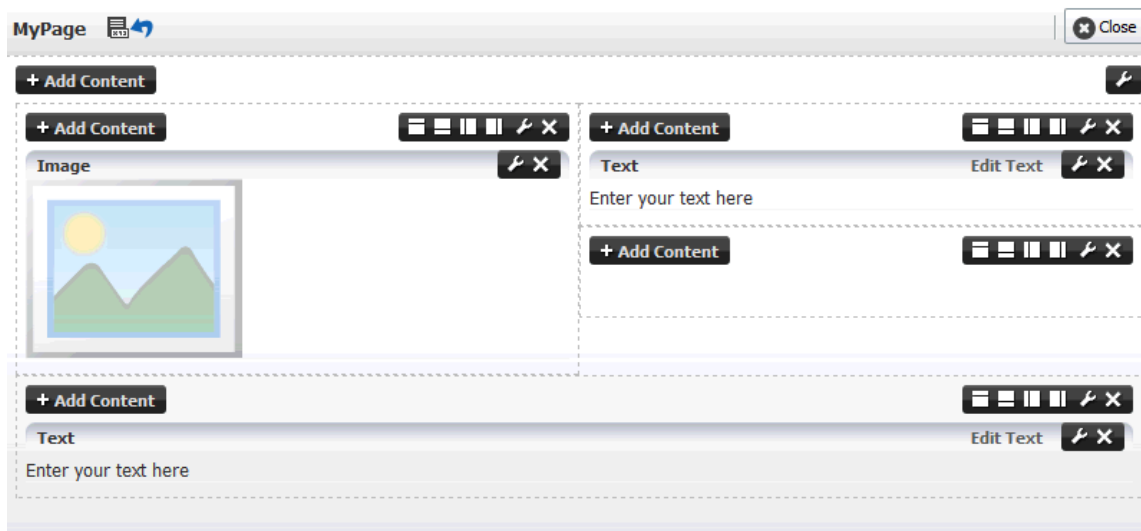 MyPage
Close
+ Add Content
+ Add Content
Image
+ Add Content
Text Edit Text
Enter your text here
+ Add Content
+ Add Content
Text Edit Text
Enter your text here